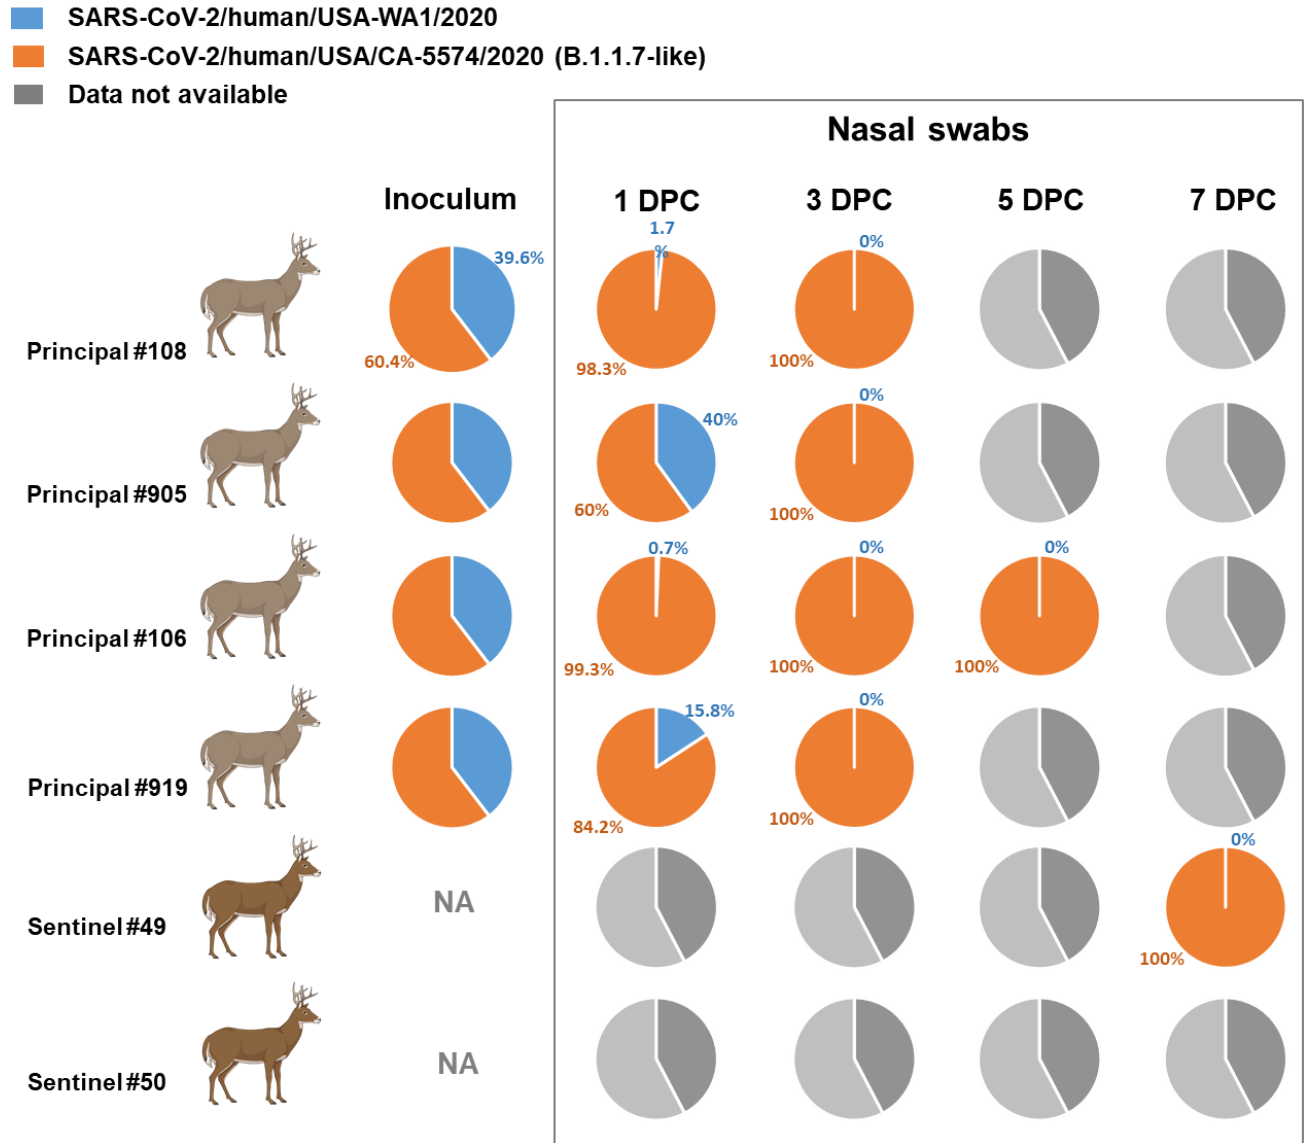 SARS-CoV-2/human/USA-WA1/2020
SARS-CoV-2/human/USA/CA-5574/2020 (B.1.1.7-like)
Data not available
Nasal swabs
Inoculum
1 DPC
3 DPC
5 DPC
7 DPC
Principal #108
39.6%
60.4%
1.7
%
98.3%
0%
100%
Principal #905
40%
60%
0%
100%
Principal #106
0.7%
99.3%
0%
100%
0%
100%
Principal #919
15.8%
84.2%
0%
100%
Sentinel #49
NA
0%
100%
Sentinel #50
NA